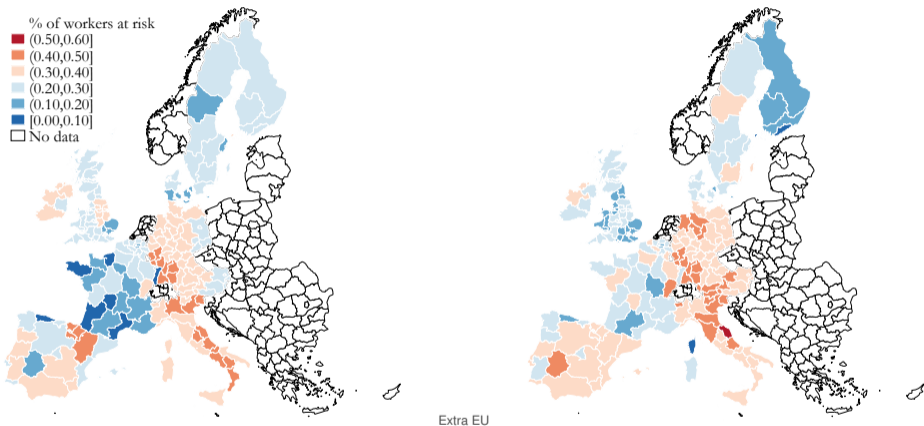 % of workers at risk
(0.50,0.60]
(0.40,0.50]
(0.30,0.40]
(0.20,0.30]
(0.10,0.20]
[0.00,0.10]
No data
Extra EU